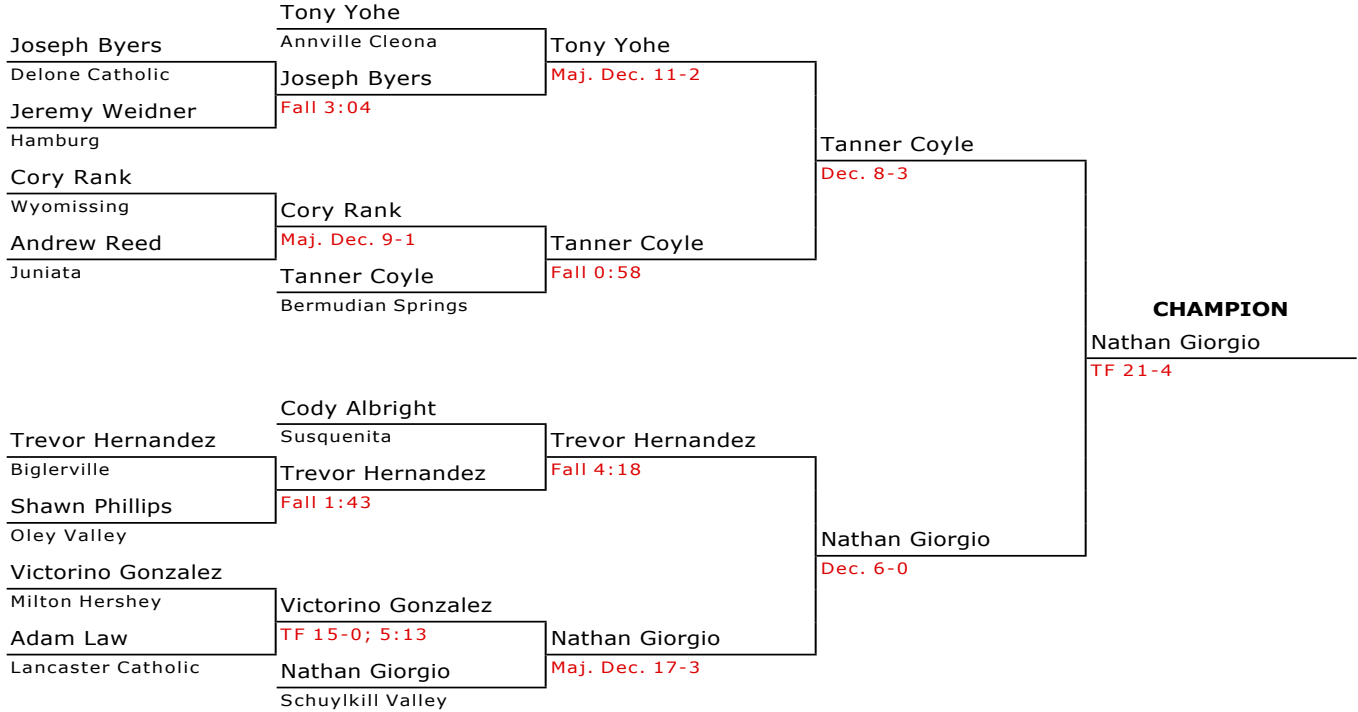 Tony Yohe
Joseph Byers
Annville Cleona
Tony Yohe
Delone Catholic
Joseph Byers
Maj. Dec. 11-2
Jeremy Weidner
Fall 3:04
Hamburg
Tanner Coyle
Cory Rank
Dec. 8-3
Wyomissing
Cory Rank
Andrew Reed
Maj. Dec. 9-1
Tanner Coyle
Juniata
Tanner Coyle
Fall 0:58
Bermudian Springs
CHAMPION
Nathan Giorgio
TF 21-4
Cody Albright
Trevor Hernandez
Susquenita
Trevor Hernandez
Biglerville
Trevor Hernandez
Fall 4:18
Shawn Phillips
Fall 1:43
Oley Valley
Nathan Giorgio
Victorino Gonzalez
Dec. 6-0
Milton Hershey
Victorino Gonzalez
Adam Law
TF 15-0; 5:13
Nathan Giorgio
Lancaster Catholic
Nathan Giorgio
Maj. Dec. 17-3
Schuylkill Valley